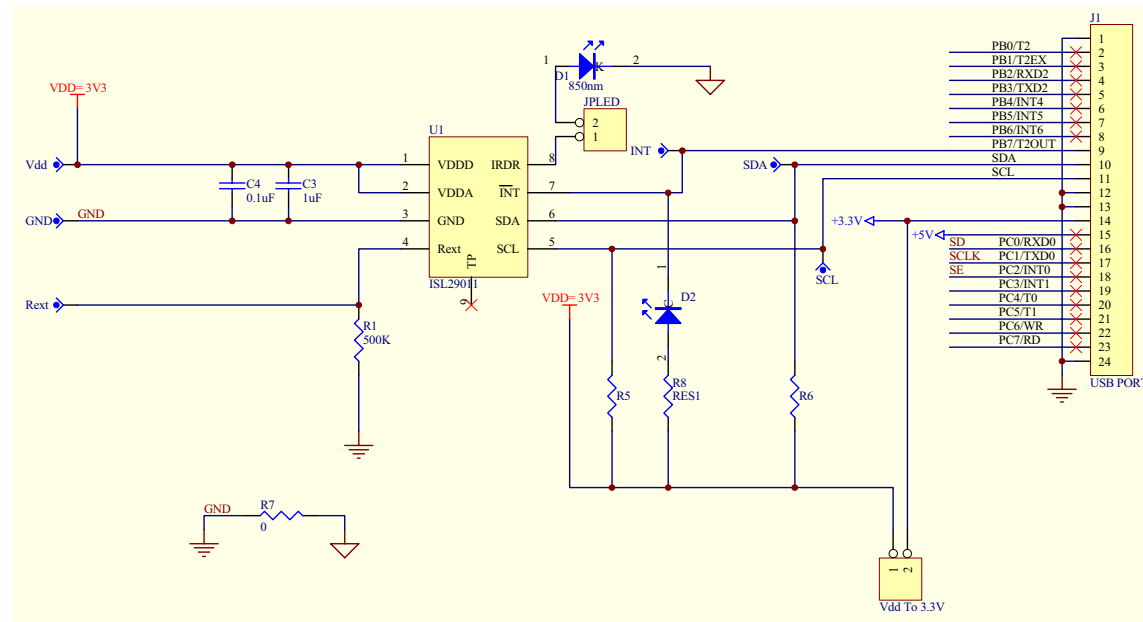 J1
1
PB0/T2 2
PB1/T2EX 3
PB2/RXD2 4
PB3/TXD2 5
PB4/INT4 6
PB5/INT5 7
PB6/INT6 8
PB7/T2OUT 9
SDA 10
SCL 11
12
13
14
15
SD PC0/RXD0 16
SCLK PC1/TXD0 17
SE PC2/INT0 18
PC3/INT1 19
PC4/T0 20
PC5/T1 21
PC6/WR 22
PC7/RD 23
24
USB POR
+3.3V
+5V
1 2
D1 K
850nm
JPLED
2
1
INT
SDA
SCL
VDD= 3V3
Vdd
GND GND
Rext
C4
0.1uF
C3
1uF
U1
1 VDDD IRDR 8
2 VDDA INT 7
3 GND SDA 6
4 Rext SCL 5
TP
9
ISL29011
R1
500K
VDD= 3V3
1
C D2
2
R5
R8
RES1
R6
GND R7
0
1 2
Vdd To 3.3V